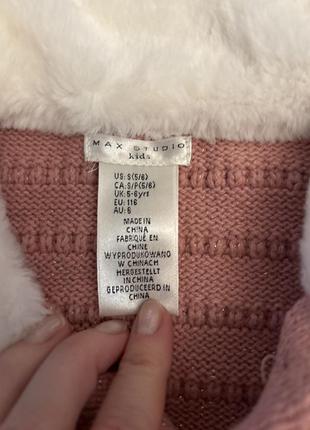 MAX STUDIO
kids
US: S(5/6)
CA: S/P(5/6)
UK: 5-6yrs
EU: 116
AU: 6
MADE IN
CHINA
FABRIQUÉ EN
CHINE
WYPRODUKOWANO
W CHINACH
HERGESTELLT
IN CHINA
GEPRODUCEERD IN
CHINA